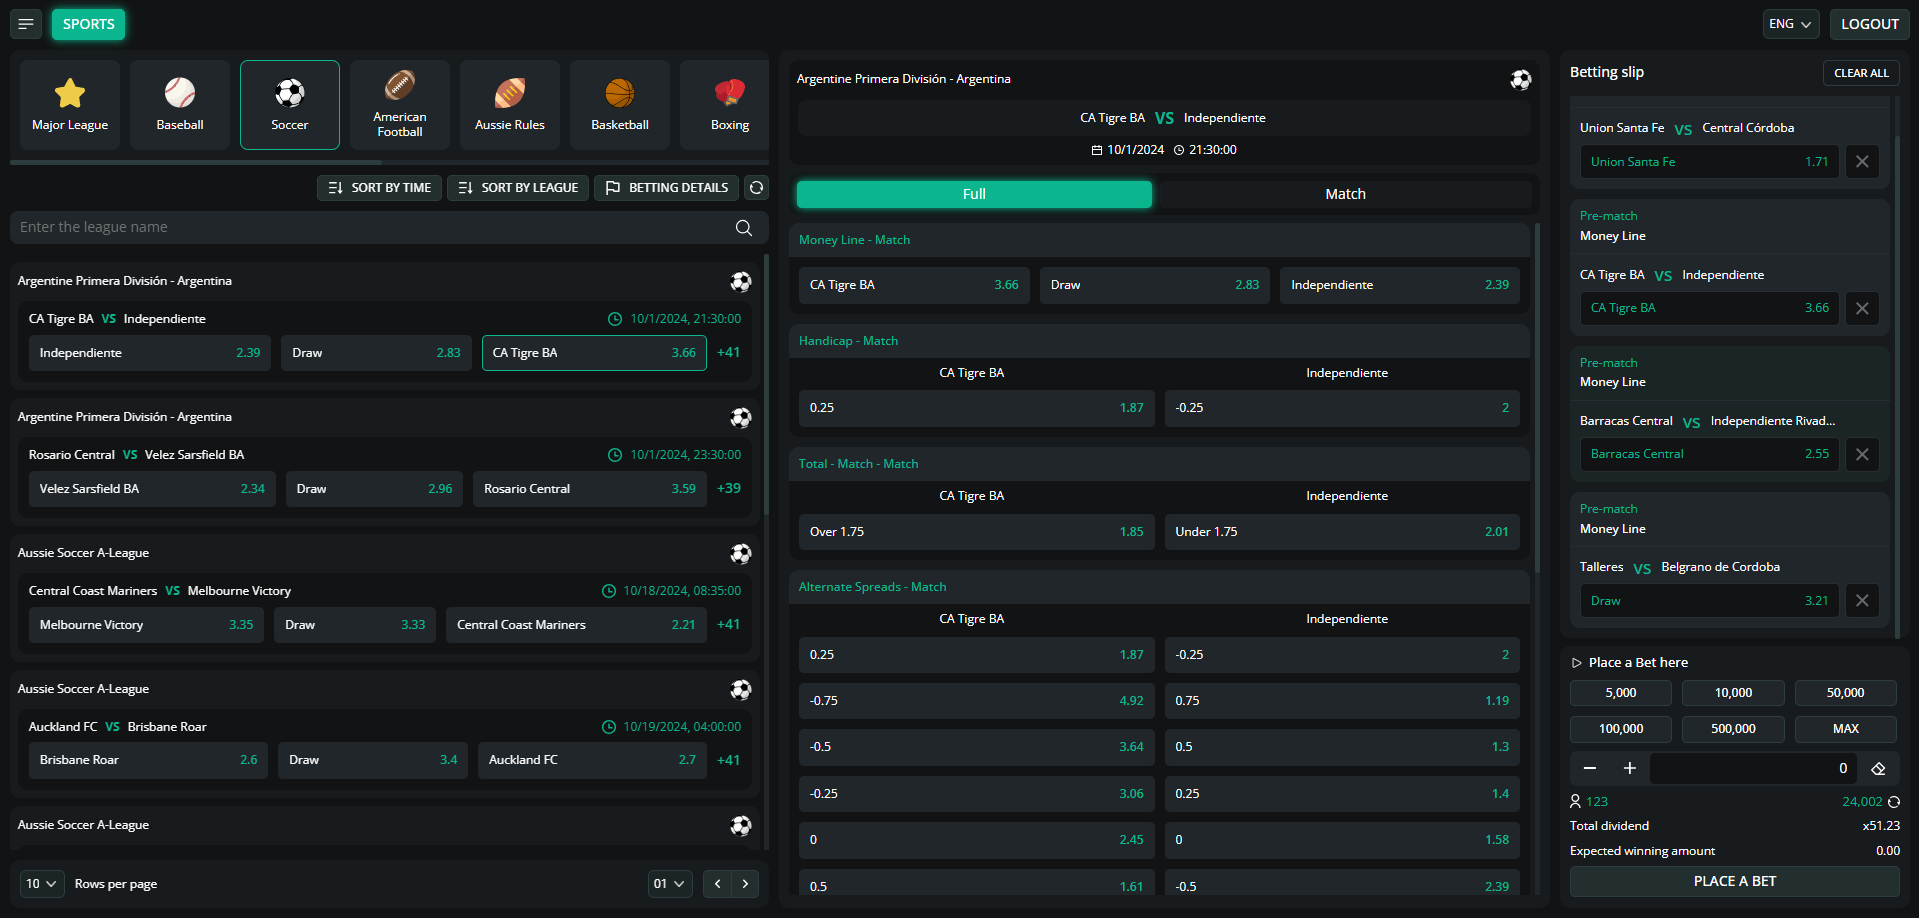 SPORTS
ENG
LOGOUT
Major League
Baseball
Soccer
American
Football
Aussie Rules
Basketball
Boxing
SORT BY TIME
SORT BY LEAGUE
BETTING DETAILS
Enter the league name
Argentine Primera División - Argentina
CA Tigre BA VS Independiente 10/1/2024, 21:30:00
Independiente 2.39 Draw 2.83 CA Tigre BA 3.66 +41
Argentine Primera División - Argentina
Rosario Central VS Velez Sarsfield BA 10/1/2024, 23:30:00
Velez Sarsfield BA 2.34 Draw 2.96 Rosario Central 3.59 +39
Aussie Soccer A-League
Central Coast Mariners VS Melbourne Victory 10/18/2024, 08:35:00
Melbourne Victory 3.35 Draw 3.33 Central Coast Mariners 2.21 +41
Aussie Soccer A-League
Auckland FC VS Brisbane Roar 10/19/2024, 04:00:00
Brisbane Roar 2.6 Draw 3.4 Auckland FC 2.7 +41
Aussie Soccer A-League
10 Rows per page 01
Argentine Primera División - Argentina
CA Tigre BA VS Independiente
10/1/2024 21:30:00
Full Match
Money Line - Match
CA Tigre BA 3.66 Draw 2.83 Independiente 2.39
Handicap - Match
CA Tigre BA Independiente
0.25 1.87 -0.25 2
Total - Match - Match
CA Tigre BA Independiente
Over 1.75 1.85 Under 1.75 2.01
Alternate Spreads - Match
CA Tigre BA Independiente
0.25 1.87 -0.25 2
-0.75 4.92 0.75 1.19
-0.5 3.64 0.5 1.3
-0.25 3.06 0.25 1.4
0 2.45 0 1.58
0.5 1.61 -0.5 2.39
Betting slip CLEAR ALL
Union Santa Fe VS Central Córdoba
Union Santa Fe 1.71
Pre-match
Money Line
CA Tigre BA VS Independiente
CA Tigre BA 3.66
Pre-match
Money Line
Barracas Central VS Independiente Rivad...
Barracas Central 2.55
Pre-match
Money Line
Talleres VS Belgrano de Cordoba
Draw 3.21
Place a Bet here
5,000 10,000 50,000
100,000 500,000 MAX
0
123 24,002
Total dividend x51.23
Expected winning amount 0.00
PLACE A BET